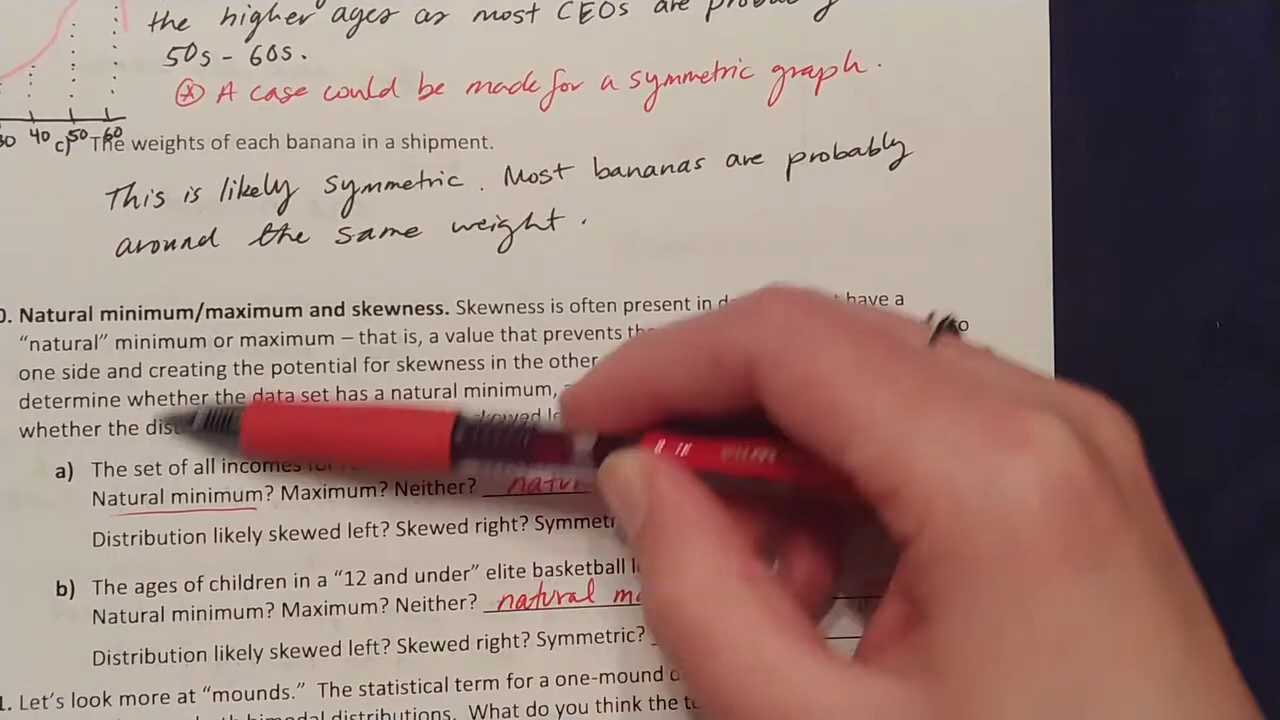 the higher ages as most CEOs are probably
50s - 60s.
A case could be made for a symmetric graph.
40 50 60
c) The weights of each banana in a shipment.
This is likely symmetric. Most bananas are probably
around the same weight.
Natural minimum/maximum and skewness. Skewness is often present in have a
"natural" minimum or maximum – that is, a value that prevents
one side and creating the potential for skewness in the other
determine whether the data set has a natural minimum,
whether the
a) The set of all incomes
Natural minimum? Maximum? Neither?
Distribution likely skewed left? Skewed right?
b) The ages of children in a "12 and under" elite basketball
Natural minimum? Maximum? Neither? natural
Distribution likely skewed left? Skewed right? Symmetric?
Let's look more at "mounds." The statistical term for a one-mound
bimodal distributions. What do you think the